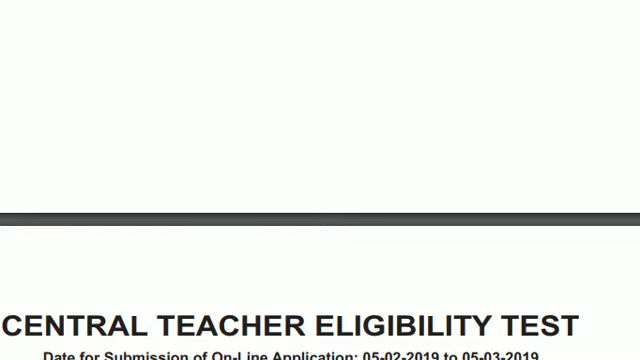 CENTRAL TEACHER ELIGIBILITY TEST
Date for Submission of On-Line Application: 05-02-2019 to 05-03-2019